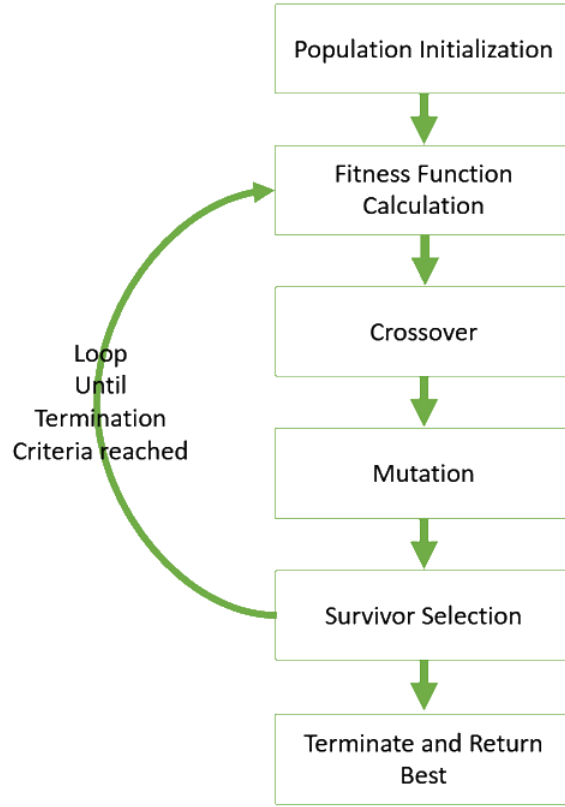 Population Initialization
Fitness Function
Calculation
Crossover
Loop
Until
Termination
Criteria reached
Mutation
Survivor Selection
Terminate and Return
Best